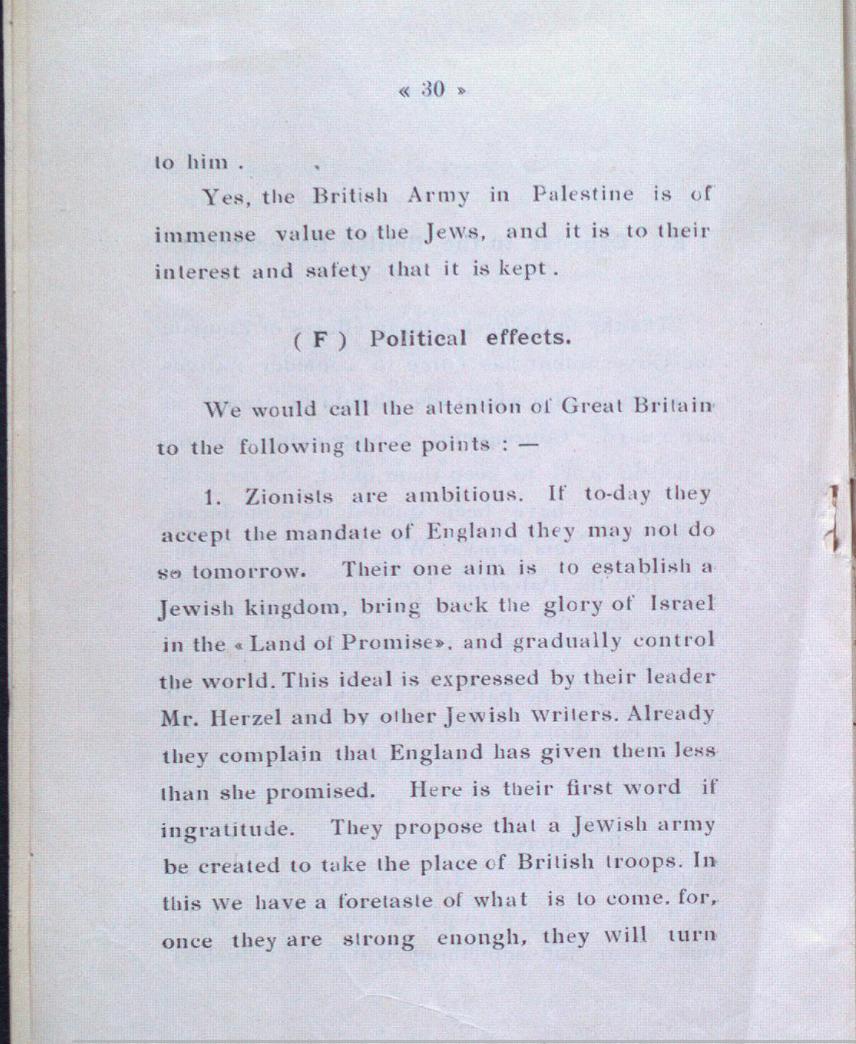 « 30 »
to him .
Yes, the British Army in Palestine is of
immense value to the Jews, and it is to their
interest and safety that it is kept .
( F ) Political effects.
We would call the attention of Great Britain
to the following three points : —
1. Zionists are ambitious. If to-day they
accept the mandate of England they may not do
so tomorrow. Their one aim is to establish a
Jewish kingdom, bring back the glory of Israel
in the « Land of Promise». and gradually control
the world. This ideal is expressed by their leader
Mr. Herzel and by other Jewish writers. Already
they complain that England has given them less
than she promised. Here is their first word if
ingratitude. They propose that a Jewish army
be created to take the place of British troops. In
this we have a foretaste of what is to come. for,
once they are strong enongh, they will turn